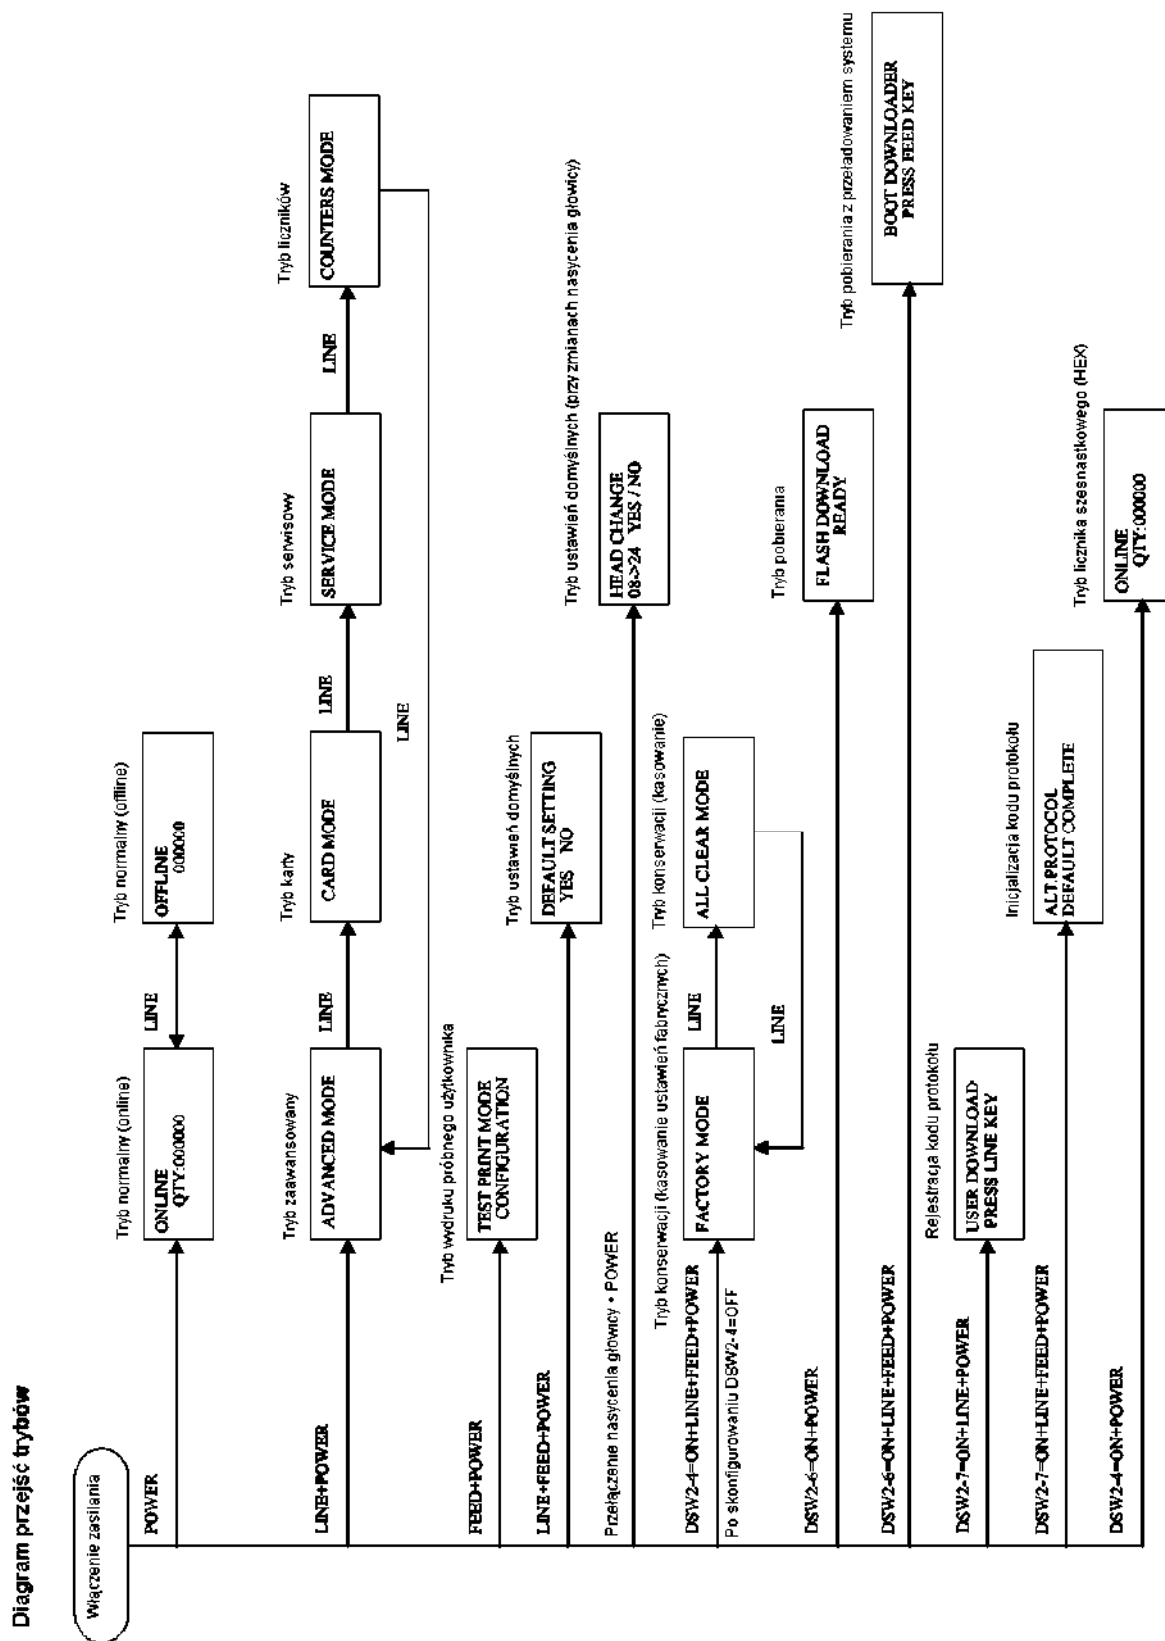 Diagram przejść trybów
Włączenie zasilania
POWER
Tryb normalny (online)
ONLINE
QTY:000000
LINE
Tryb normalny (offline)
OFFLINE
000000
LINE+POWER
Tryb zaawansowany
ADVANCED MODE
LINE
Tryb karty
CARD MODE
LINE
Tryb serwisowy
SERVICE MODE
LINE
Tryb liczników
COUNTERS MODE
LINE
FEED+POWER
Tryb wydruku próbnego użytkownika
TEST PRINT MODE
CONFIGURATION
LINE+FEED+POWER
Tryb ustawień domyślnych
DEFAULT SETTING
YES NO
Przełączenie nasycenia głowicy • POWER
Tryb ustawień domyślnych (przy zmianach nasycenia głowicy)
HEAD CHANGE
08->24 YES / NO
DSW2-4=ON+LINE+FEED+POWER
Po skonfigurowaniu DSW2-4=OFF
Tryb konserwacji (kasowanie ustawień fabrycznych)
FACTORY MODE
LINE
Tryb konserwacji (kasowanie)
ALL CLEAR MODE
LINE
DSW2-6=ON+POWER
Tryb pobierania
FLASH DOWNLOAD
READY
DSW2-6=ON+LINE+FEED+POWER
Tryb pobierania z przeładowaniem systemu
BOOT DOWNLOADER
PRESS FEED KEY
DSW2-7=ON+LINE+POWER
Rejestracja kodu protokołu
USER DOWNLOAD
PRESS LINE KEY
DSW2-7=ON+LINE+FEED+POWER
Inicjalizacja kodu protokołu
ALT.PROTOCOL
DEFAULT COMPLETE
DSW2-4=ON+POWER
Tryb licznika szesnastkowego (HEX)
ONLINE
QTY:000000